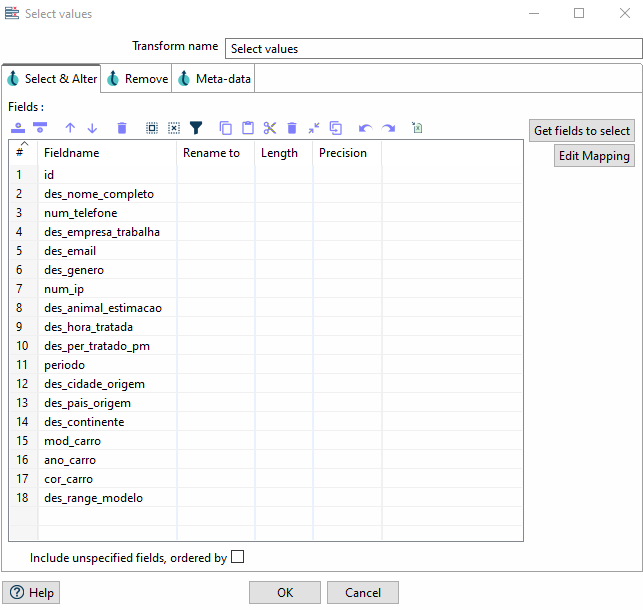 Select values
Transform name Select values
Select & Alter Remove Meta-data
Fields :
Get fields to select
Edit Mapping
# Fieldname Rename to Length Precision
1 id
2 des_nome_completo
3 num_telefone
4 des_empresa_trabalha
5 des_email
6 des_genero
7 num_ip
8 des_animal_estimacao
9 des_hora_tratada
10 des_per_tratado_pm
11 periodo
12 des_cidade_origem
13 des_pais_origem
14 des_continente
15 mod_carro
16 ano_carro
17 cor_carro
18 des_range_modelo
Include unspecified fields, ordered by
Help OK Cancel